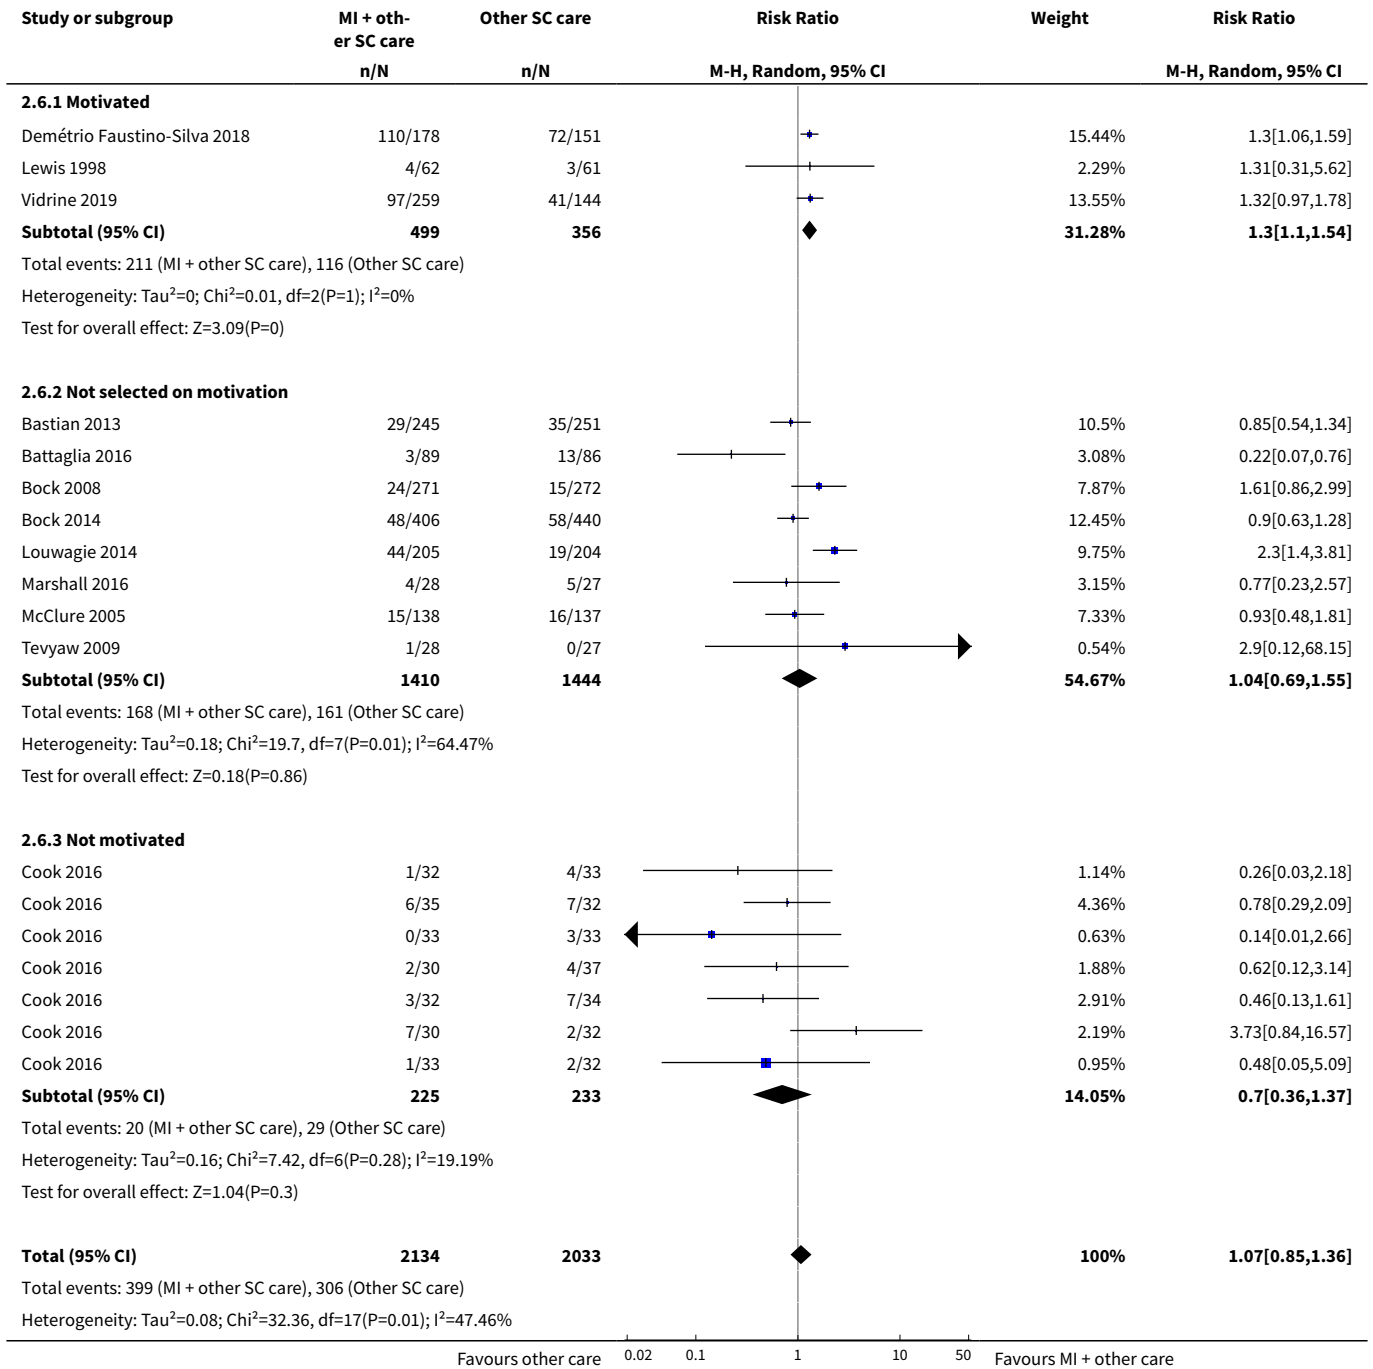 Study or subgroup MI + oth- Other SC care Risk Ratio Weight Risk Ratio
er SC care
n/N n/N M-H, Random, 95% CI M-H, Random, 95% CI
2.6.1 Motivated
Demétrio Faustino-Silva 2018 110/178 72/151 15.44% 1.3[1.06,1.59]
Lewis 1998 4/62 3/61 2.29% 1.31[0.31,5.62]
Vidrine 2019 97/259 41/144 13.55% 1.32[0.97,1.78]
Subtotal (95% CI) 499 356 31.28% 1.3[1.1,1.54]
Total events: 211 (MI + other SC care), 116 (Other SC care)
Heterogeneity: Tau²=0; Chi²=0.01, df=2(P=1); I²=0%
Test for overall effect: Z=3.09(P=0)
2.6.2 Not selected on motivation
Bastian 2013 29/245 35/251 10.5% 0.85[0.54,1.34]
Battaglia 2016 3/89 13/86 3.08% 0.22[0.07,0.76]
Bock 2008 24/271 15/272 7.87% 1.61[0.86,2.99]
Bock 2014 48/406 58/440 12.45% 0.9[0.63,1.28]
Louwagie 2014 44/205 19/204 9.75% 2.3[1.4,3.81]
Marshall 2016 4/28 5/27 3.15% 0.77[0.23,2.57]
McClure 2005 15/138 16/137 7.33% 0.93[0.48,1.81]
Tevyaw 2009 1/28 0/27 0.54% 2.9[0.12,68.15]
Subtotal (95% CI) 1410 1444 54.67% 1.04[0.69,1.55]
Total events: 168 (MI + other SC care), 161 (Other SC care)
Heterogeneity: Tau²=0.18; Chi²=19.7, df=7(P=0.01); I²=64.47%
Test for overall effect: Z=0.18(P=0.86)
2.6.3 Not motivated
Cook 2016 1/32 4/33 1.14% 0.26[0.03,2.18]
Cook 2016 6/35 7/32 4.36% 0.78[0.29,2.09]
Cook 2016 0/33 3/33 0.63% 0.14[0.01,2.66]
Cook 2016 2/30 4/37 1.88% 0.62[0.12,3.14]
Cook 2016 3/32 7/34 2.91% 0.46[0.13,1.61]
Cook 2016 7/30 2/32 2.19% 3.73[0.84,16.57]
Cook 2016 1/33 2/32 0.95% 0.48[0.05,5.09]
Subtotal (95% CI) 225 233 14.05% 0.7[0.36,1.37]
Total events: 20 (MI + other SC care), 29 (Other SC care)
Heterogeneity: Tau²=0.16; Chi²=7.42, df=6(P=0.28); I²=19.19%
Test for overall effect: Z=1.04(P=0.3)
Total (95% CI) 2134 2033 100% 1.07[0.85,1.36]
Total events: 399 (MI + other SC care), 306 (Other SC care)
Heterogeneity: Tau²=0.08; Chi²=32.36, df=17(P=0.01); I²=47.46%
Favours other care 0.02 0.1 1 10 50 Favours MI + other care